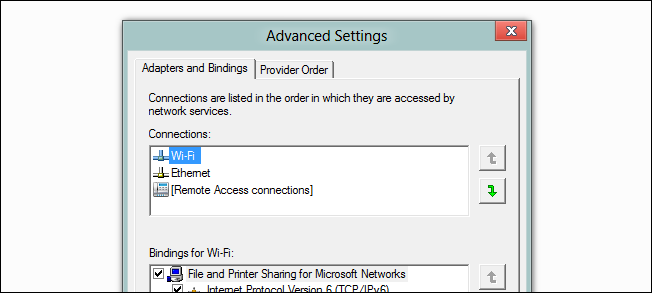 Advanced Settings
Adapters and Bindings
Provider Order
Connections are listed in the order in which they are accessed by
network services.
Connections:
Wi-Fi
Ethernet
[Remote Access connections]
Bindings for Wi-Fi:
File and Printer Sharing for Microsoft Networks
Internet Protocol Version 6 (TCP/IPv6)